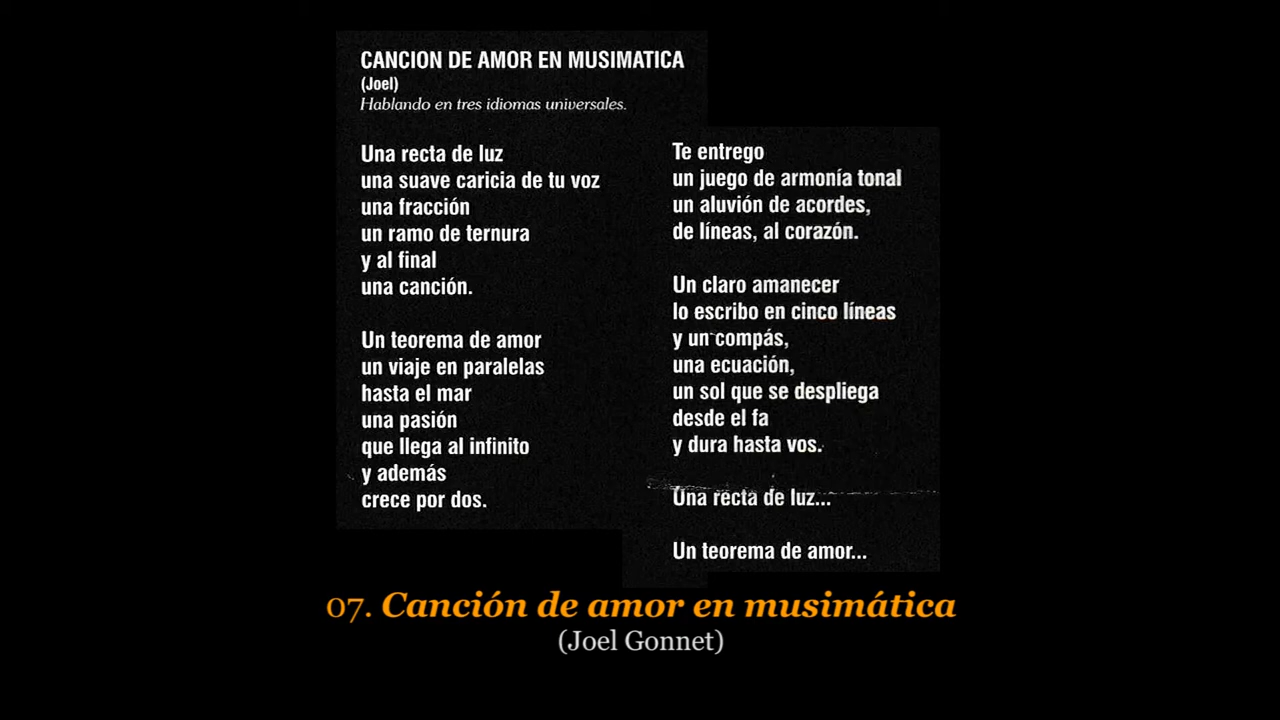 CANCION DE AMOR EN MUSIMATICA
(Joel)
Hablando en tres idiomas universales.
Una recta de luz
una suave caricia de tu voz
una fracción
un ramo de ternura
y al final
una canción.
Un teorema de amor
un viaje en paralelas
hasta el mar
una pasión
que llega al infinito
y además
crece por dos.
Te entrego
un juego de armonía tonal
un aluvión de acordes,
de líneas, al corazón.
Un claro amanecer
lo escribo en cinco líneas
y un compás,
una ecuación,
un sol que se despliega
desde el fa
y dura hasta vos.
Una recta de luz...
Un teorema de amor...
07. Canción de amor en musimática
(Joel Gonnet)